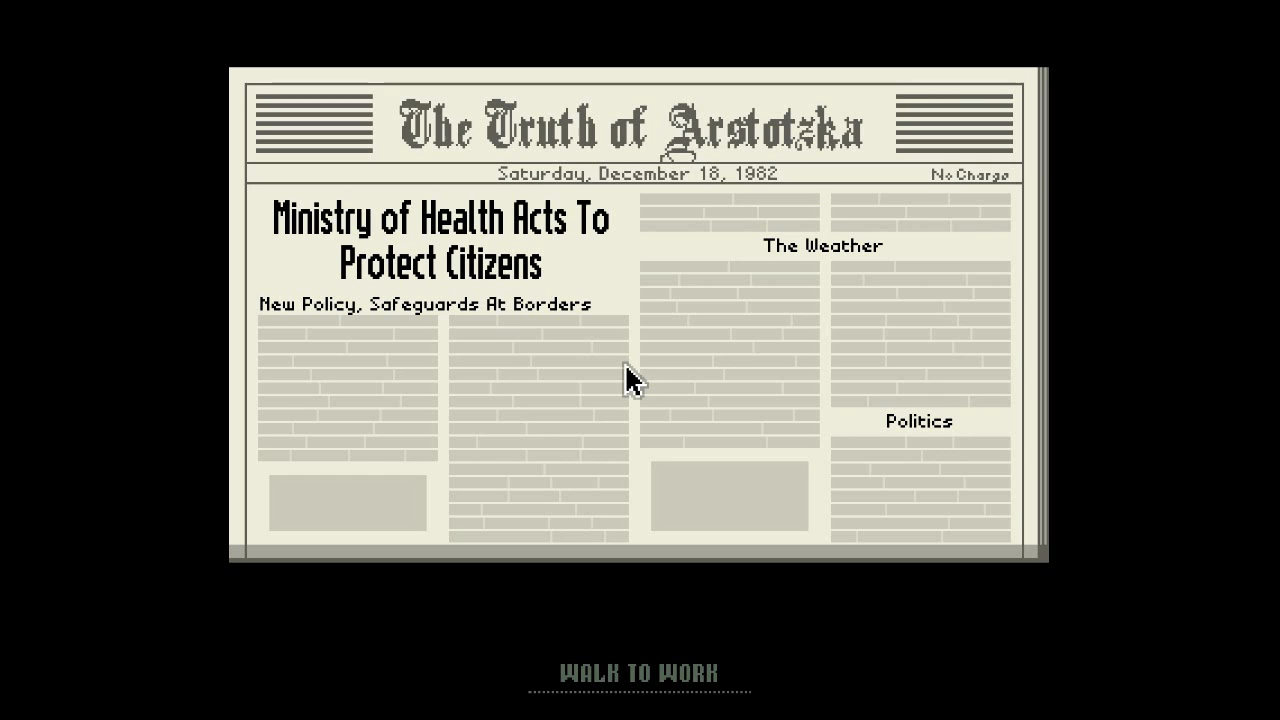 The Truth of Arstotzka
Saturday, December 18, 1982
No Charge
Ministry of Health Acts To
Protect Citizens
New Policy, Safeguards At Borders
The Weather
Politics
WALK TO WORK